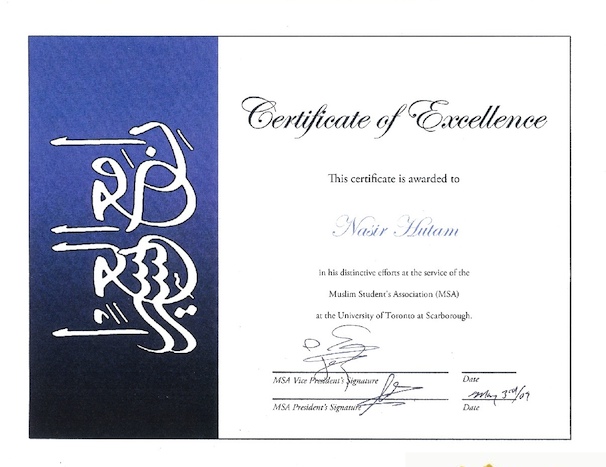 Certificate of Excellence
This certificate is awarded to
Nasir Hutam
in his distinctive efforts at the service of the
Muslim Student's Association (MSA)
at the University of Toronto at Scarborough.
MSA Vice President's Signature
Date
May 3rd/09
MSA President's Signature
Date